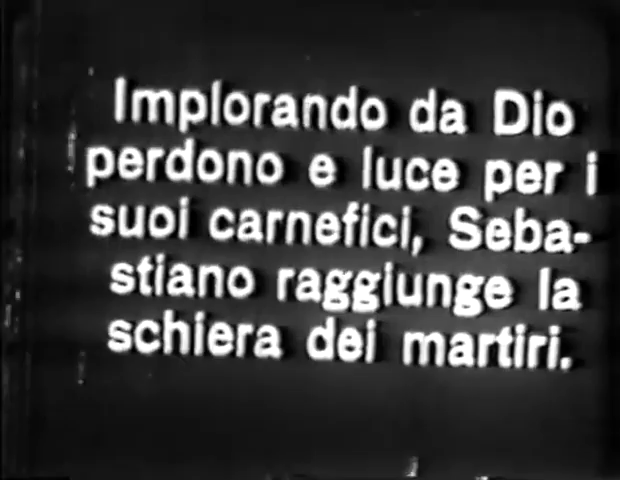 Implorando da Dio
perdono e luce per i
suoi carnefici, Seba-
stiano raggiunge la
schiera dei martiri.